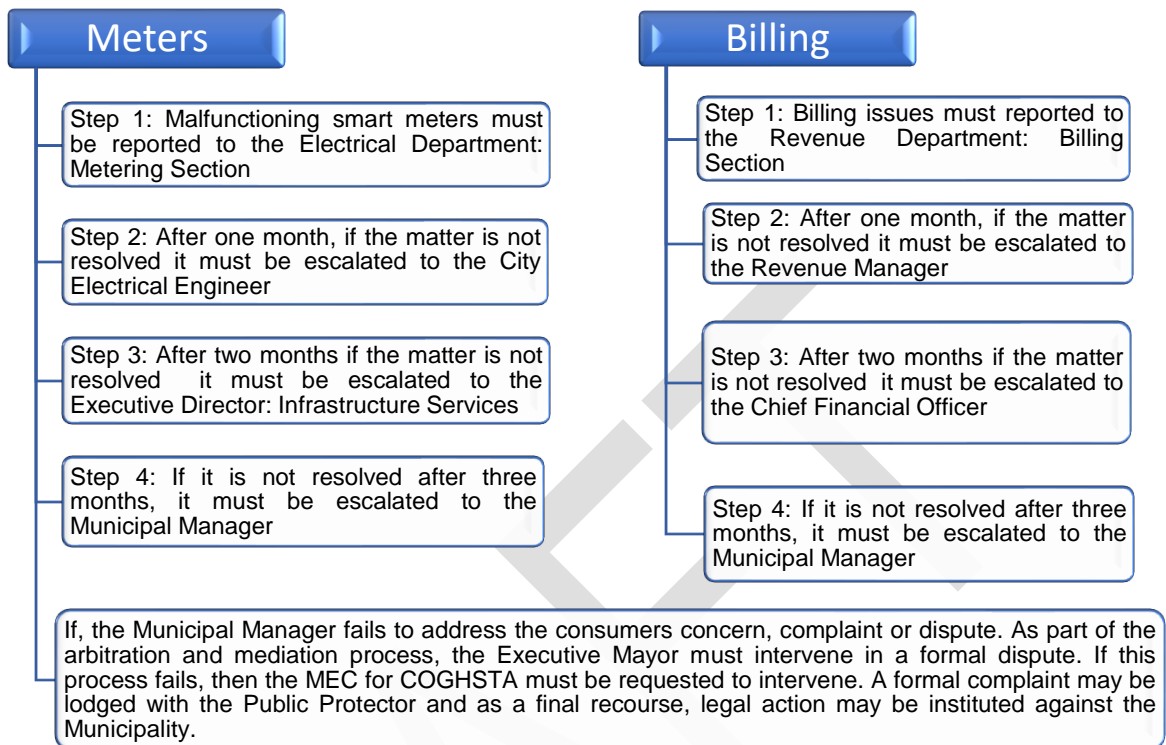 Meters
Step 1: Malfunctioning smart meters must
be reported to the Electrical Department:
Metering Section
Step 2: After one month, if the matter is not
resolved it must be escalated to the City
Electrical Engineer
Step 3: After two months if the matter is not
resolved it must be escalated to the
Executive Director: Infrastructure Services
Step 4: If it is not resolved after three
months, it must be escalated to the
Municipal Manager
Billing
Step 1: Billing issues must reported to
the Revenue Department: Billing
Section
Step 2: After one month, if the matter
is not resolved it must be escalated to
the Revenue Manager
Step 3: After two months if the matter
is not resolved it must be escalated to
the Chief Financial Officer
Step 4: If it is not resolved after three
months, it must be escalated to the
Municipal Manager
If, the Municipal Manager fails to address the consumers concern, complaint or dispute. As part of the
arbitration and mediation process, the Executive Mayor must intervene in a formal dispute. If this
process fails, then the MEC for COGHSTA must be requested to intervene. A formal complaint may be
lodged with the Public Protector and as a final recourse, legal action may be instituted against the
Municipality.